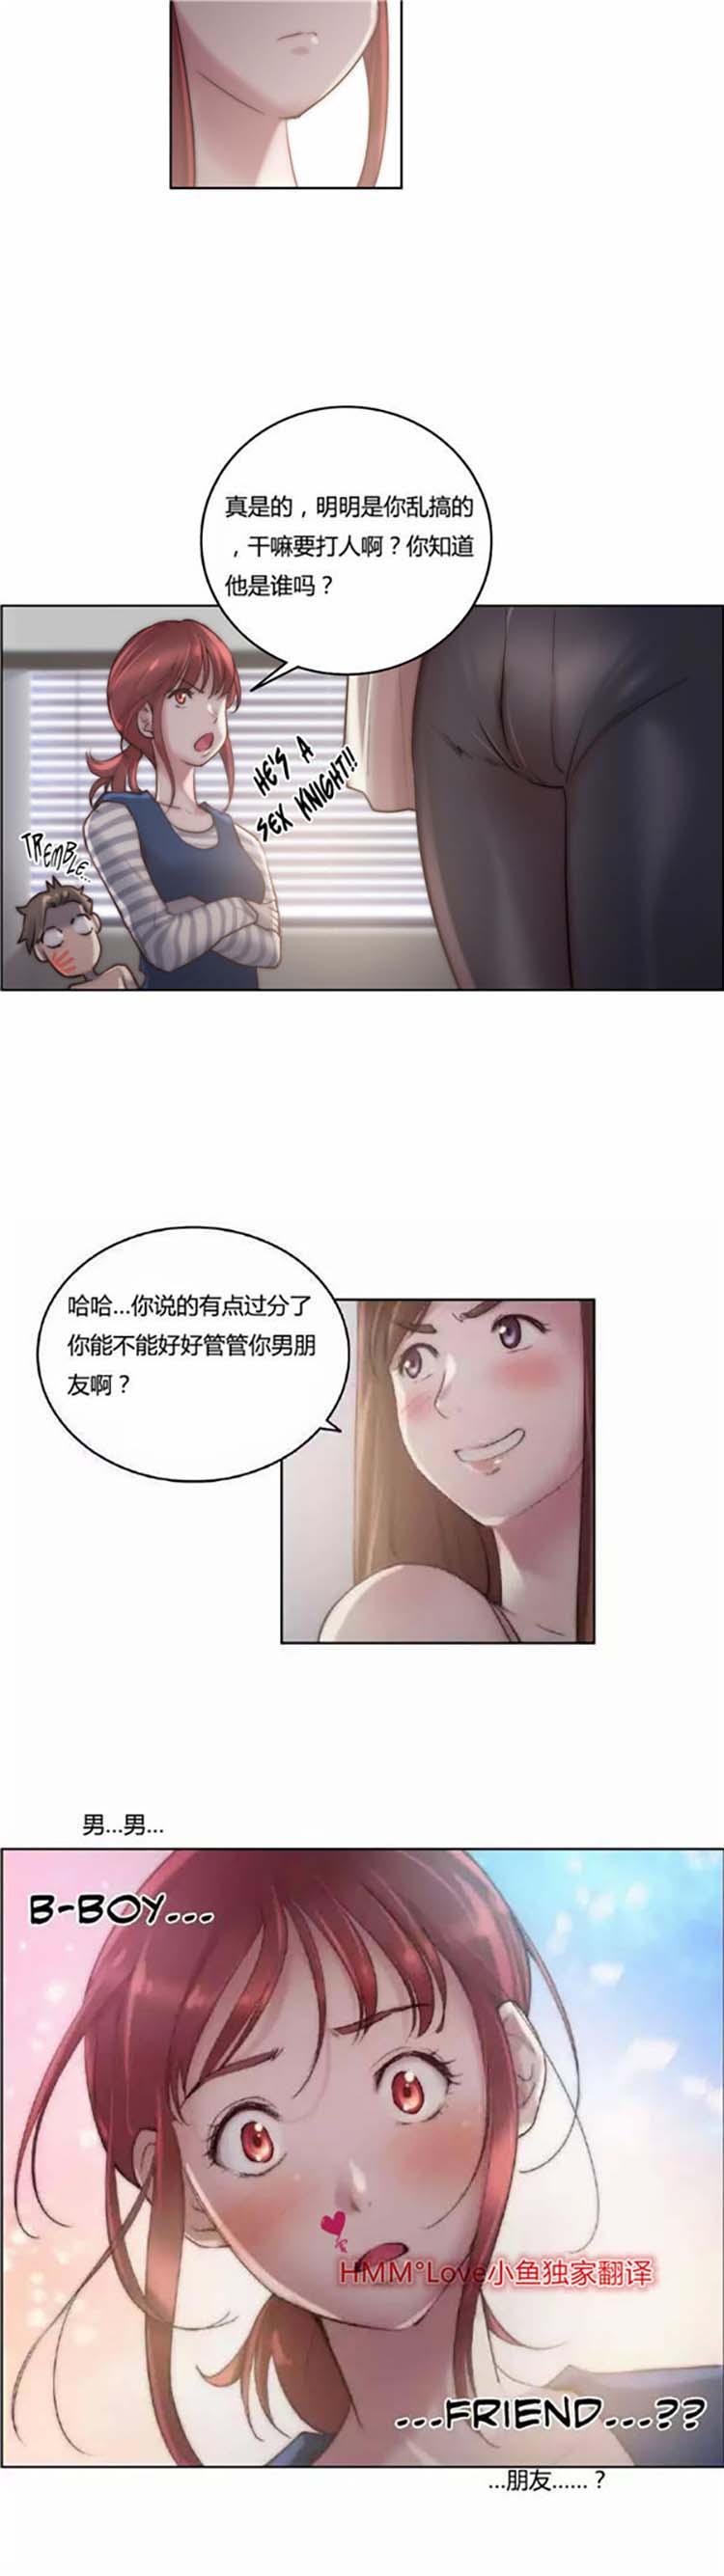 真是的，明明是你乱搞的
，干嘛要打人啊？你知道
他是谁吗？
HE'S A
SEX KNIGHT!!
TREMBLE...
哈哈...你说的有点过分了
你能不能好好管管你男朋
友啊？
男...男...
B-BOY...
HMM°Love小鱼独家翻译
...FRIEND...??
...朋友......？